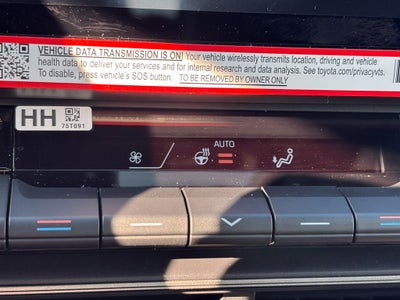 VEHICLE DATA TRANSMISSION IS ON! Your vehicle wirelessly transmits location, driving and vehicle
health data to deliver your services and for internal research and data analysis. See toyota.com/privacyvts.
To disable, press vehicle's SOS button. TO BE REMOVED BY OWNER ONLY
HH
75T091
AUTO